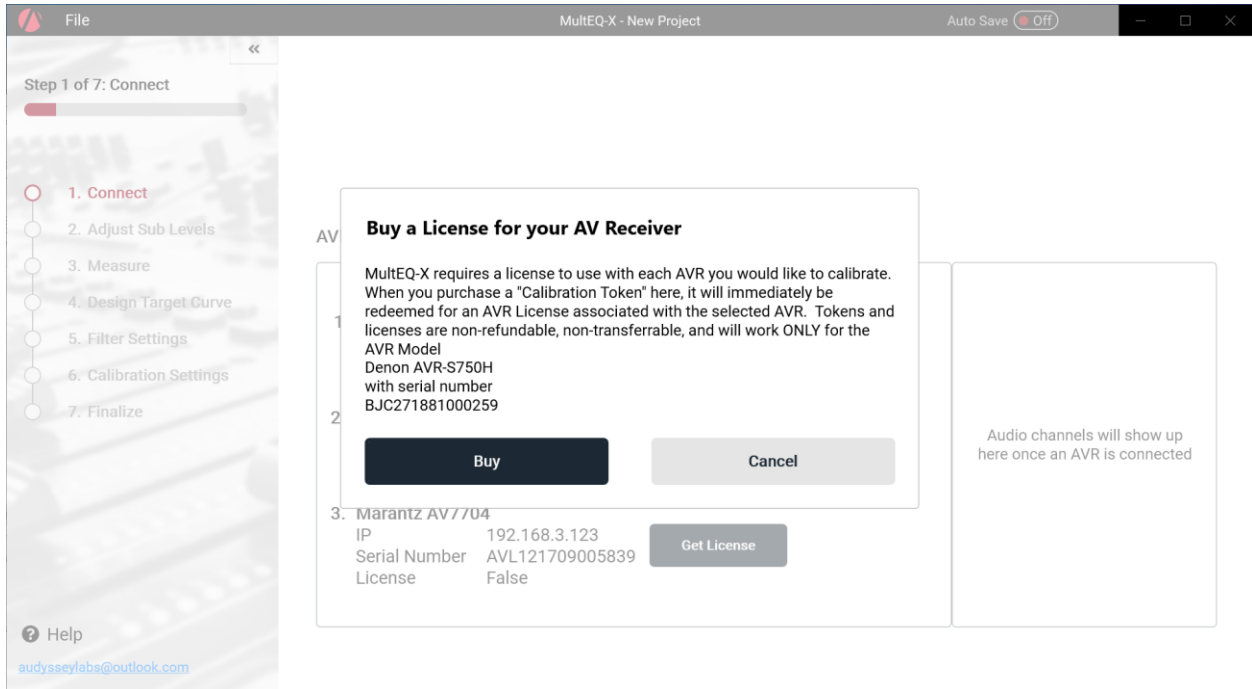 File
MultEQ-X - New Project
Auto Save Off
Step 1 of 7: Connect
1. Connect
2. Adjust Sub Levels
3. Measure
4. Design Target Curve
5. Filter Settings
6. Calibration Settings
7. Finalize
Help
audysseylabs@outlook.com
AV
1
2
Buy a License for your AV Receiver
MultEQ-X requires a license to use with each AVR you would like to calibrate.
When you purchase a "Calibration Token" here, it will immediately be
redeemed for an AVR License associated with the selected AVR. Tokens and
licenses are non-refundable, non-transferrable, and will work ONLY for the
AVR Model
Denon AVR-S750H
with serial number
BJC271881000259
Buy
Cancel
3. Marantz AV7704
IP 192.168.3.123
Serial Number AVL121709005839
License False
Get License
Audio channels will show up
here once an AVR is connected